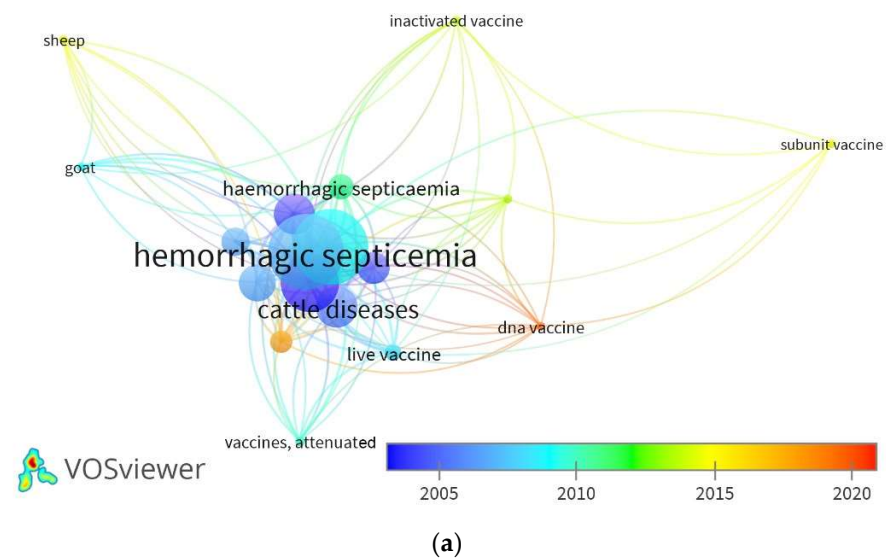 inactivated vaccine
sheep
subunit vaccine
goat
haemorrhagic septicaemia
hemorrhagic septicemia
cattle diseases
dna vaccine
live vaccine
vaccines, attenuated
VOSviewer
2005 2010 2015 2020
(a)